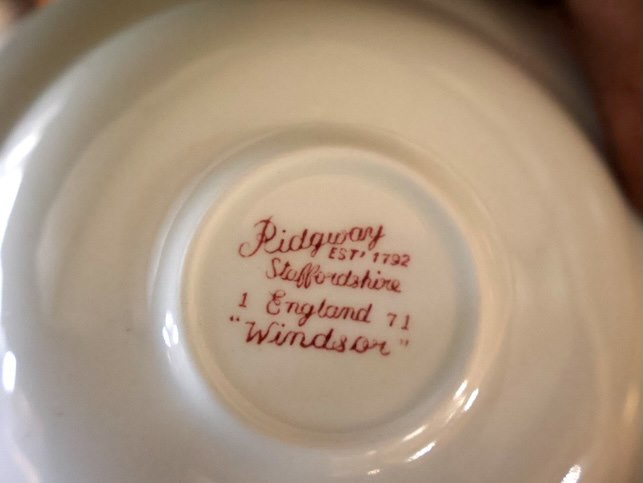 Ridgway
EST' 1792
Staffordshire
1 England 71
"Windsor"